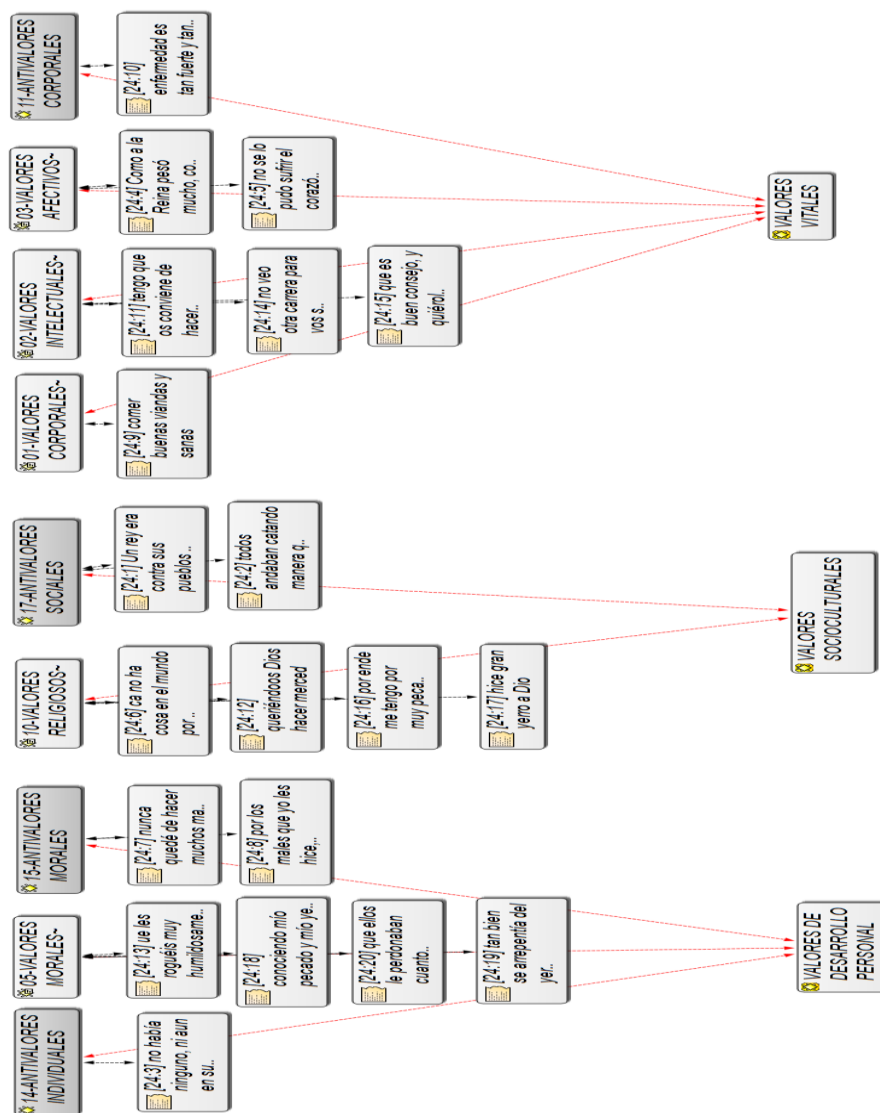 14-ANTIVALORES
INDIVIDUALES
[24:3] no había
ninguno, ni aun
en su..
05-VALORES
MORALES~
[24:13] ue les
roguéis muy
humildosame..
[24:18]
conociendo mío
pecado y mío ye..
[24:20] que ellos
le perdonaban
cuanto..
[24:19] tan bien
se arrepentía del
yer..
15-ANTIVALORES
MORALES
[24:7] nunca
quedé de hacer
muchos ma..
[24:8] por los
males que yo les
hice,..
VALORES DE
DESARROLLO
PERSONAL
10-VALORES
RELIGIOSOS~
[24:6] ca no ha
cosa en el mundo
por..
[24:12]
queriéndoos Dios
hacer merced
[24:16] por ende
me tengo por
muy peca..
[24:17] hice gran
yerro a Dio
17-ANTIVALORES
SOCIALES
[24:1] Un rey era
contra sus
pueblos ..
[24:2] todos
andaban catando
manera q..
VALORES
SOCIOCULTURALES
01-VALORES
CORPORALES~
[24:9] comer
buenas viandas y
sanas
02-VALORES
INTELECTUALES~
[24:11] tengo que
os conviene de
hacer..
[24:14] no veo
otra carrera para
vos s..
[24:15] que es
buen consejo, y
quiérol..
03-VALORES
AFECTIVOS~
[24:4] Como a la
Reina pesó
mucho, co..
[24:5] no se lo
pudo sufrir el
corazó..
11-ANTIVALORES
CORPORALES
[24:10]
enfermedad es
tan fuerte y tan..
VALORES
VITALES